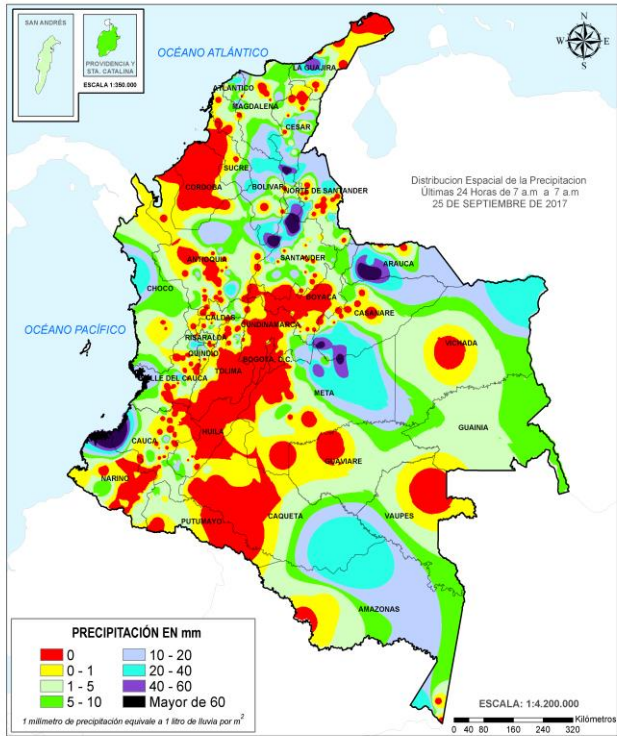 SAN ANDRÉS
PROVIDENCIA Y
STA. CATALINA
ESCALA 1:350.000
OCÉANO ATLÁNTICO
N
W
E
S
LA GUAJIRA
ATLÁNTICO
MAGDALENA
CESAR
SUCRE
CÓRDOBA
BOLIVAR
NORTE DE SANTANDER
Distribucion Espacial de la Precipitacion
Últimas 24 Horas de 7 a.m a 7 a.m
25 DE SEPTIEMBRE DE 2017
ANTIOQUIA
SANTANDER
ARAUCA
CHOCO
BOYACA
CASANARE
OCÉANO PACÍFICO
CALDAS
CUNDINAMARCA
RISARALDA
QUINDIO
BOGOTA, D.C.
VICHADA
VALLE DEL CAUCA
TOLIMA
META
GUAINIA
CAUCA
HUILA
GUAVIARE
NARIÑO
PUTUMAYO
CAQUETA
VAUPES
AMAZONAS
PRECIPITACIÓN EN mm
0
0 - 1
1 - 5
5 - 10
10 - 20
20 - 40
40 - 60
Mayor de 60
1 milímetro de precipitación equivale a 1 litro de lluvia por m²
ESCALA: 1:4.200.000
0 40 80 160 240 320 Kilómetros